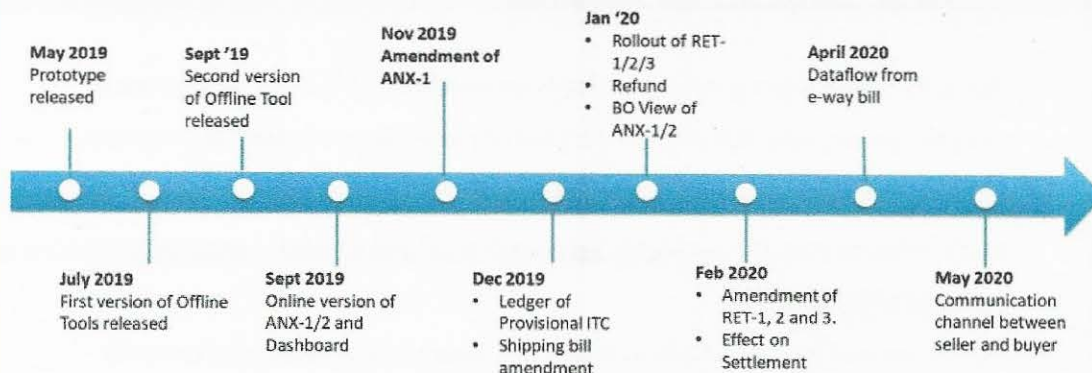 May 2019
Prototype
released
July 2019
First version of Offline
Tools released
Sept '19
Second version
of Offline Tool
released
Sept 2019
Online version of
ANX-1/2 and
Dashboard
Nov 2019
Amendment of
ANX-1
Dec 2019
• Ledger of
Provisional ITC
• Shipping bill
amendment
Jan '20
• Rollout of RET-
1/2/3
• Refund
• BO View of
ANX-1/2
Feb 2020
• Amendment of
RET-1, 2 and 3.
• Effect on
Settlement
April 2020
Dataflow from
e-way bill
May 2020
Communication
channel between
seller and buyer